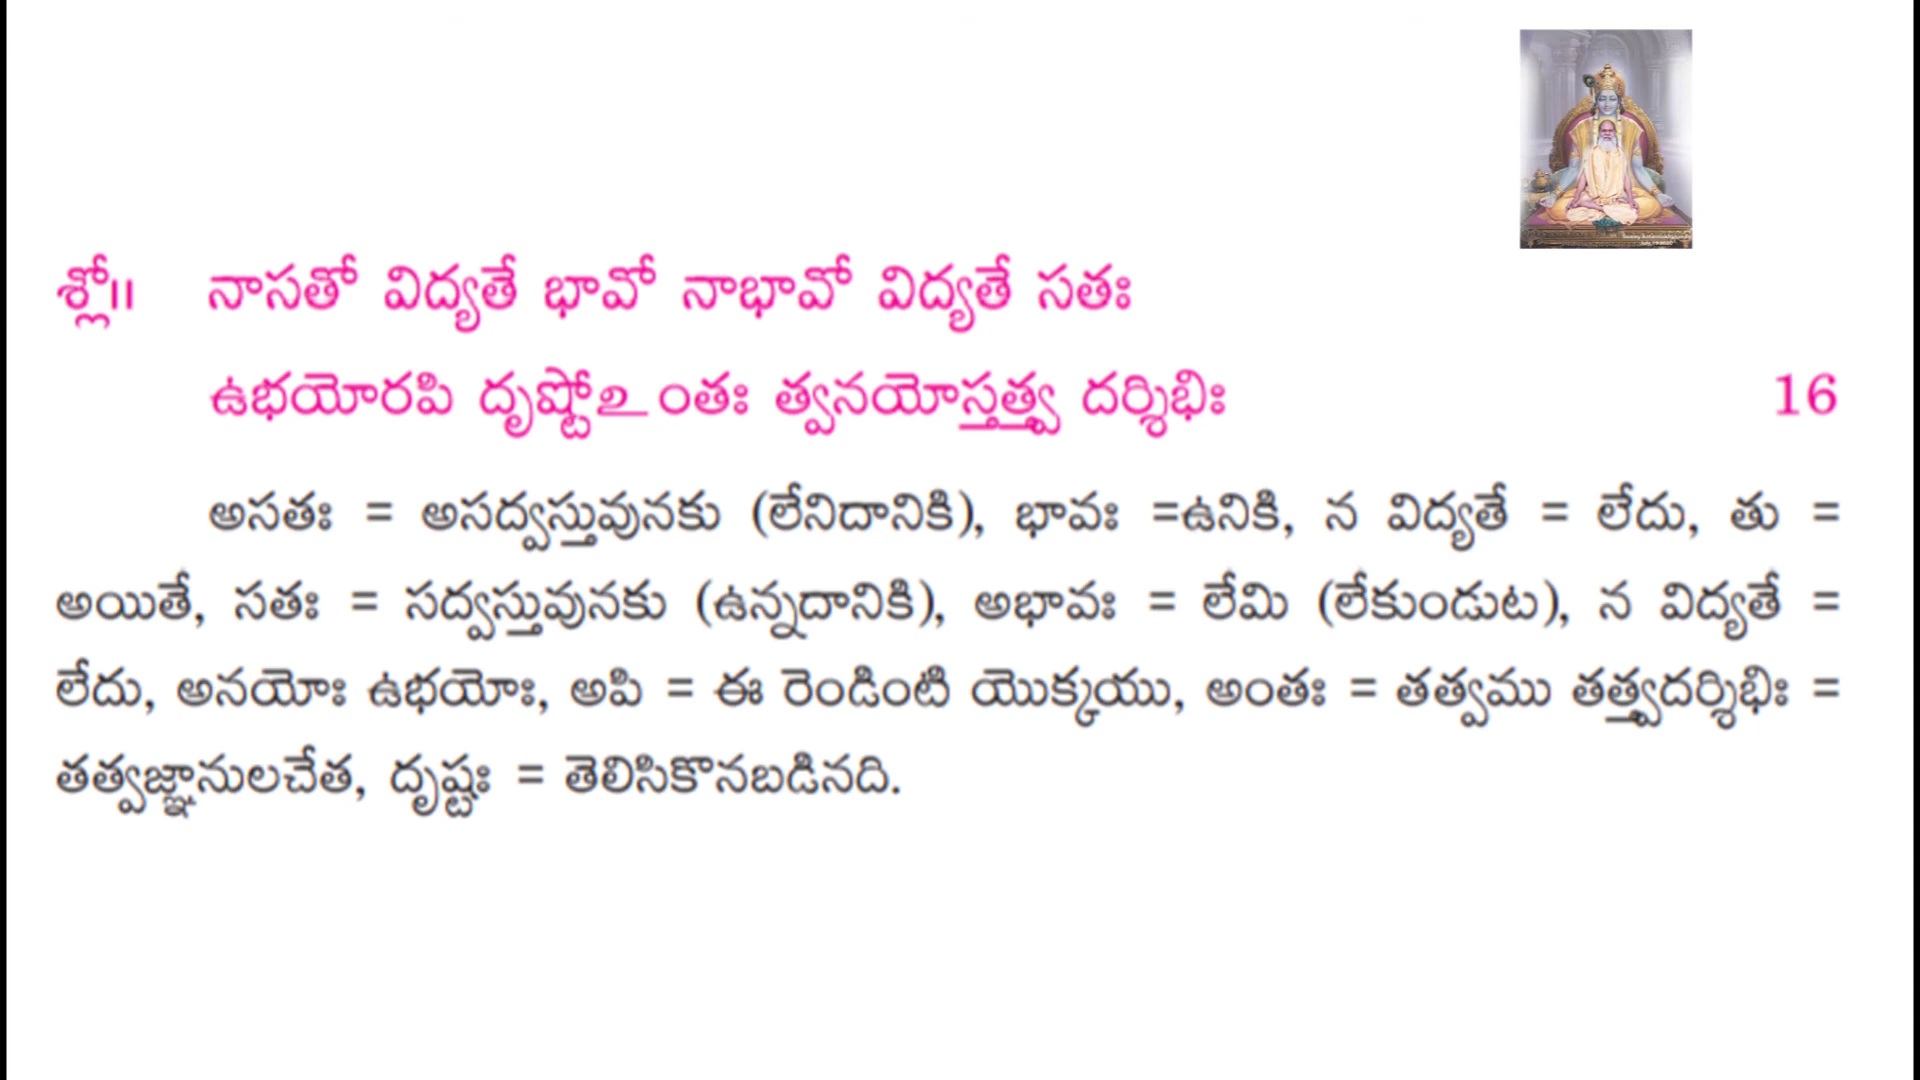 శ్లో॥ నాసతో విద్యతే భావో నాభావో విద్యతే సతః
ఉభయోరపి దృష్టోఽంతః త్వనయోస్తత్త్వ దర్శిభిః 16
అసతః = అసద్వస్తువునకు (లేనిదానికి), భావః =ఉనికి, న విద్యతే = లేదు, తు =
అయితే, సతః = సద్వస్తువునకు (ఉన్నదానికి), అభావః = లేమి (లేకుండుట), న విద్యతే =
లేదు, అనయోః ఉభయోః, అపి = ఈ రెండింటి యొక్కయు, అంతః = తత్వము తత్త్వదర్శిభిః =
తత్వజ్ఞానులచేత, దృష్టః = తెలిసికొనబడినది.